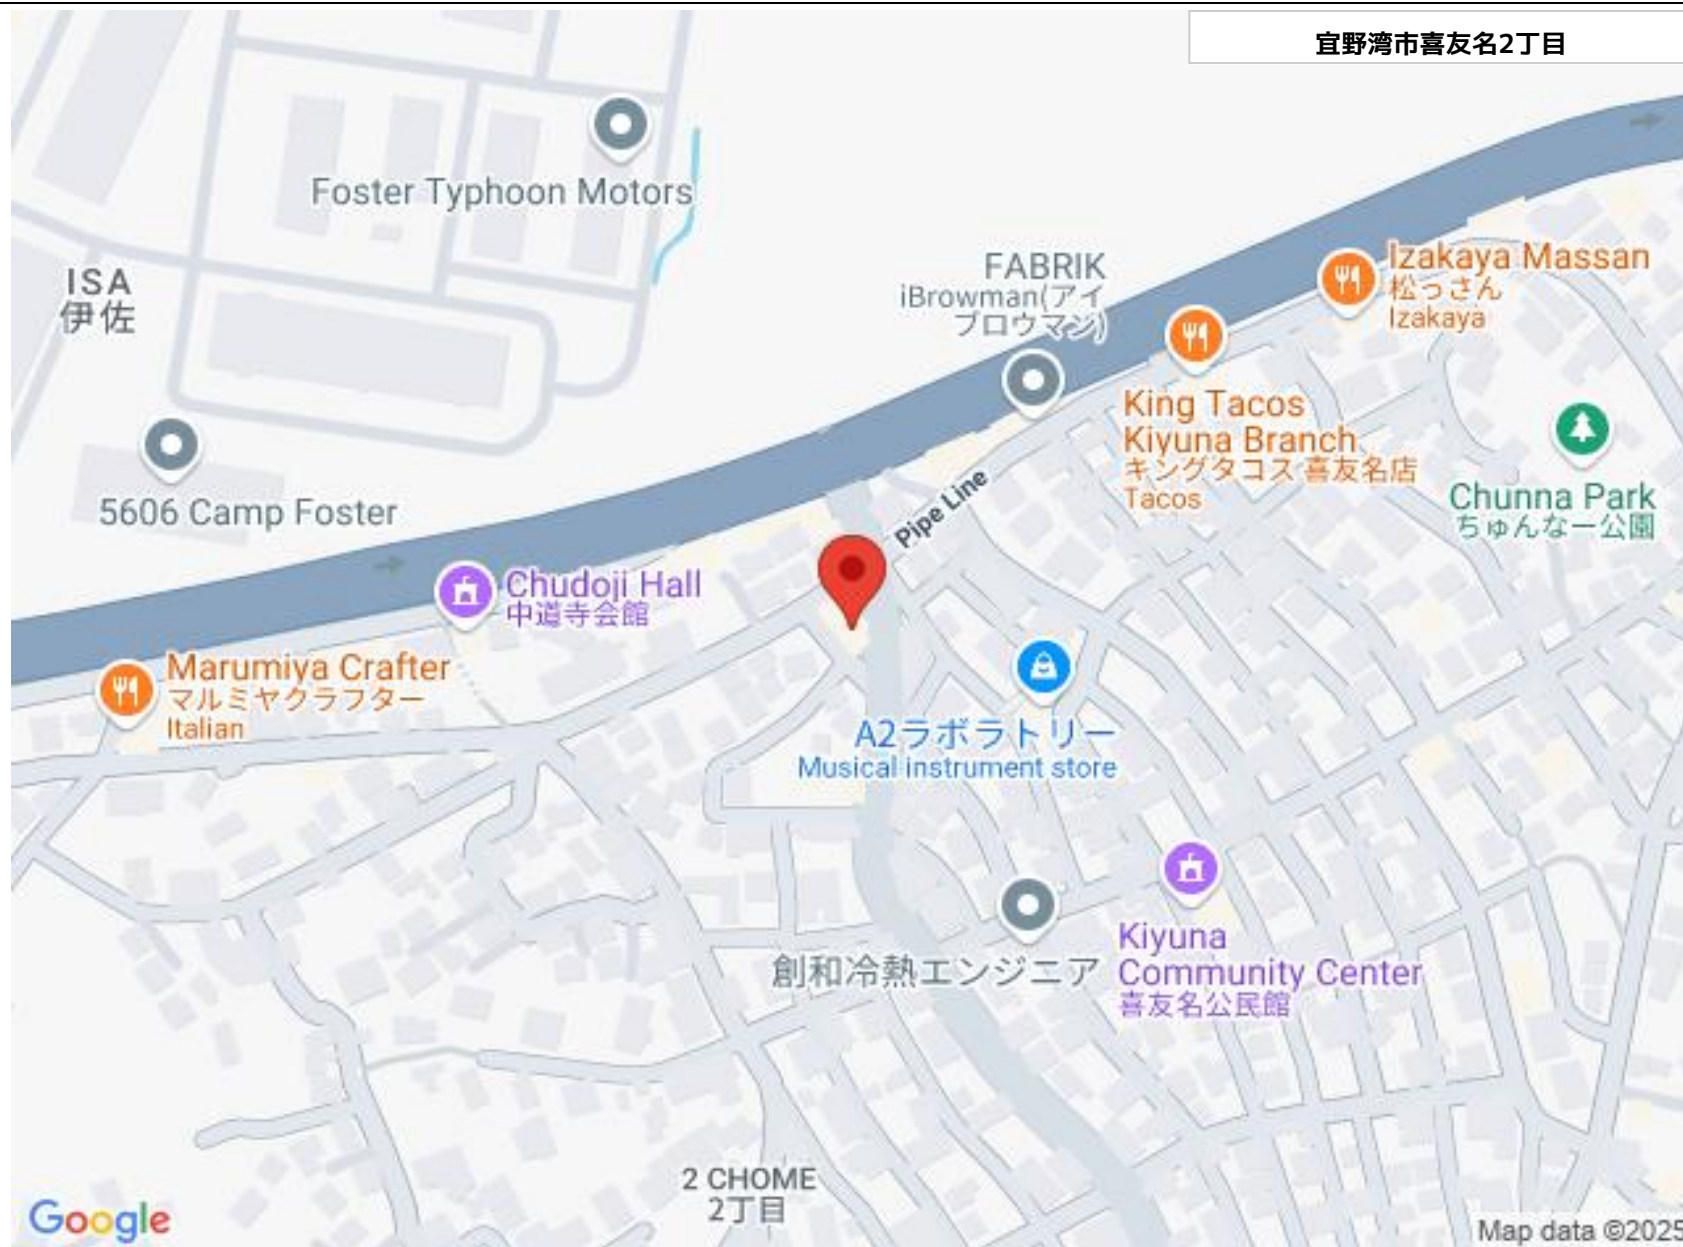 宜野湾市喜友名2丁目
Foster Typhoon Motors
ISA
伊佐
FABRIK
iBrowman(アイ
ブロウマン)
Izakaya Massan
松っさん
Izakaya
King Tacos
Kiyuna Branch
キングタコス 喜友名店
Tacos
5606 Camp Foster
Chunna Park
ちゅんなー公園
Pipe Line
Chudoji Hall
中道寺会館
Marumiya Crafter
マルミヤクラフター
Italian
A2ラボラトリー
Musical instrument store
創和冷熱エンジニア
Kiyuna
Community Center
喜友名公民館
2 CHOME
2丁目
Google
Map data ©2025